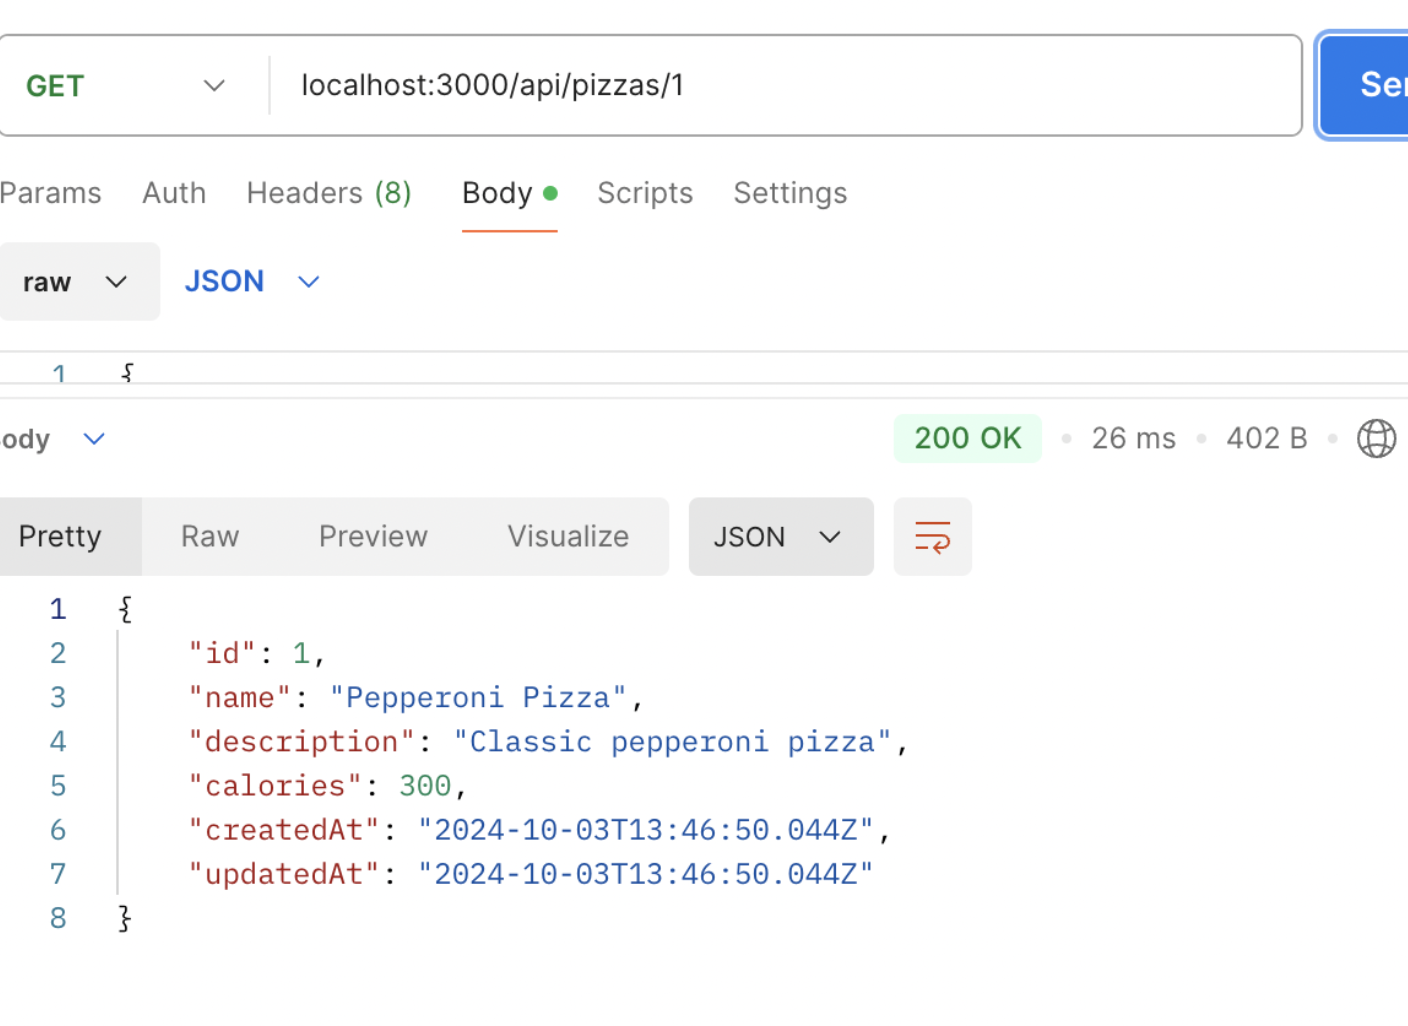 GET localhost:3000/api/pizzas/1
Params Auth Headers (8) Body Scripts Settings
raw JSON
1 {
200 OK 26 ms 402 B
Pretty Raw Preview Visualize JSON
1 {
2 "id": 1,
3 "name": "Pepperoni Pizza",
4 "description": "Classic pepperoni pizza",
5 "calories": 300,
6 "createdAt": "2024-10-03T13:46:50.044Z",
7 "updatedAt": "2024-10-03T13:46:50.044Z"
8 }